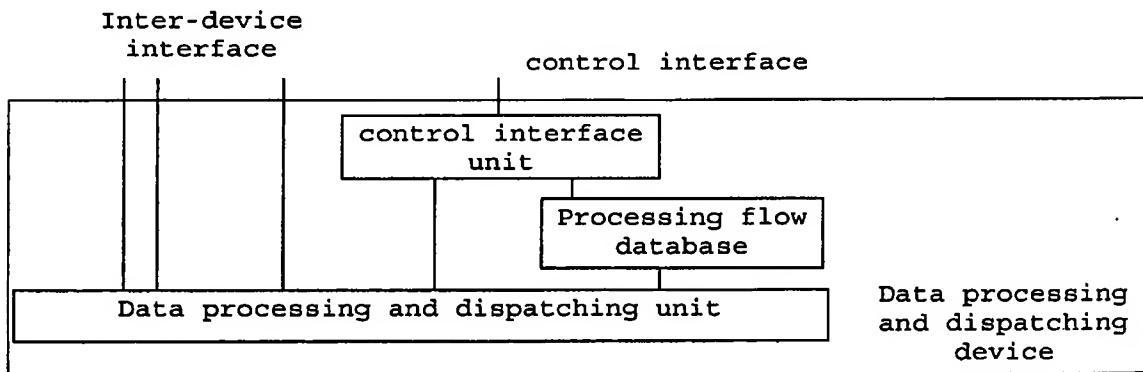 Inter-device
interface
control interface
control interface
unit
Processing flow
database
Data processing and dispatching unit
Data processing
and dispatching
device